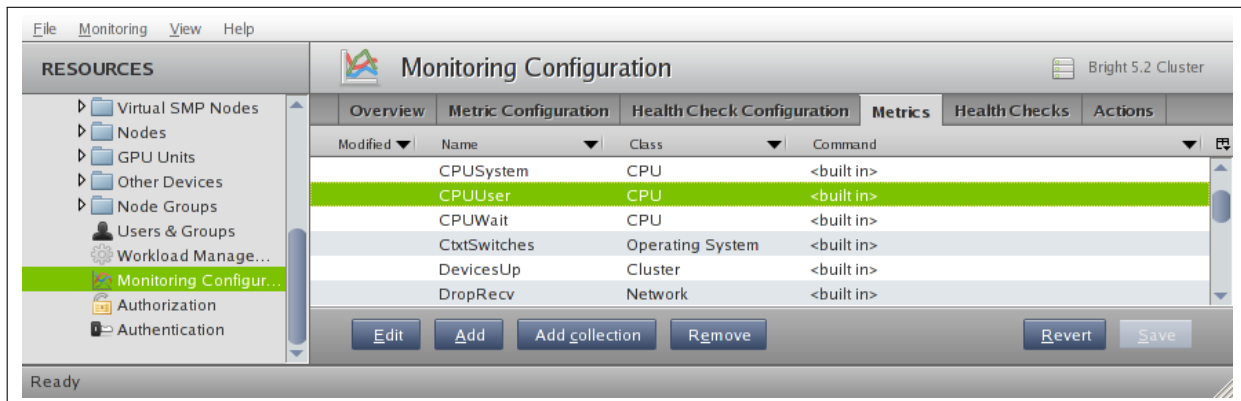 File Monitoring View Help
RESOURCES
Monitoring Configuration
Bright 5.2 Cluster
Virtual SMP Nodes
Nodes
GPU Units
Other Devices
Node Groups
Users & Groups
Workload Manage...
Monitoring Configur...
Authorization
Authentication
Overview Metric Configuration Health Check Configuration Metrics Health Checks Actions
Modified Name Class Command
CPUSystem CPU <built in>
CPUUser CPU <built in>
CPUWait CPU <built in>
CtxtSwitches Operating System <built in>
DevicesUp Cluster <built in>
DropRecv Network <built in>
Edit Add Add collection Remove Revert Save
Ready